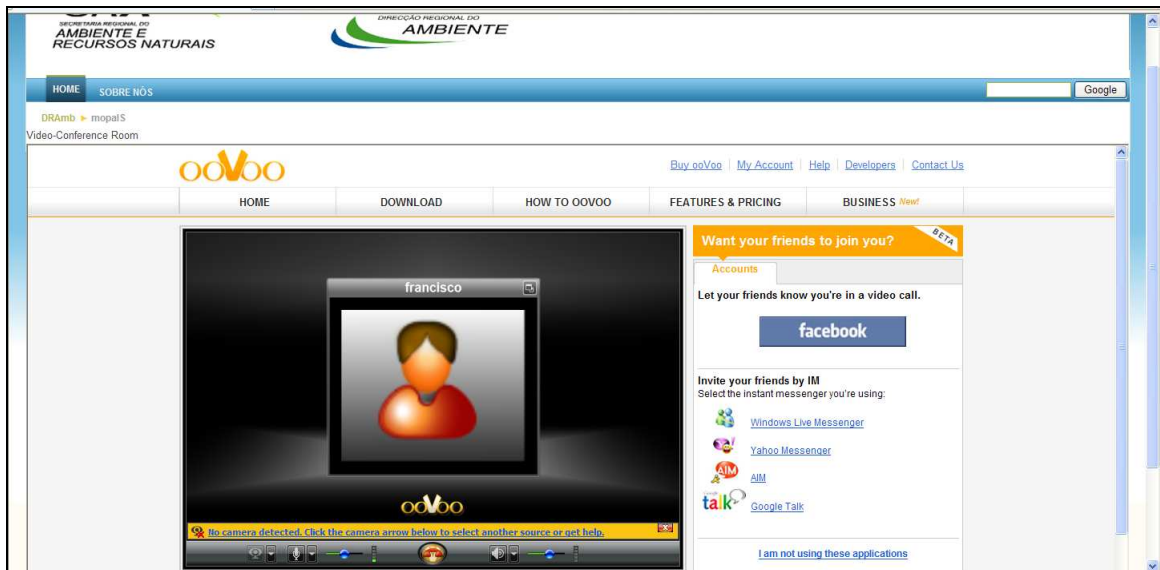 SECRETARIA REGIONAL DO
AMBIENTE E
RECURSOS NATURAIS
DIRECÇÃO REGIONAL DO
AMBIENTE
HOME SOBRE NÓS
Google
DRAmb ► mopaIS
Video-Conference Room
ooVoo
Buy ooVoo | My Account | Help | Developers | Contact Us
HOME DOWNLOAD HOW TO OOVOO FEATURES & PRICING BUSINESS New!
francisco
ooVoo
No camera detected. Click the camera arrow below to select another source or get help.
Want your friends to join you?
BETA
Accounts
Let your friends know you're in a video call.
facebook
Invite your friends by IM
Select the instant messenger you're using:
Windows Live Messenger
Yahoo Messenger
AIM
AIM
talk
Google Talk
I am not using these applications